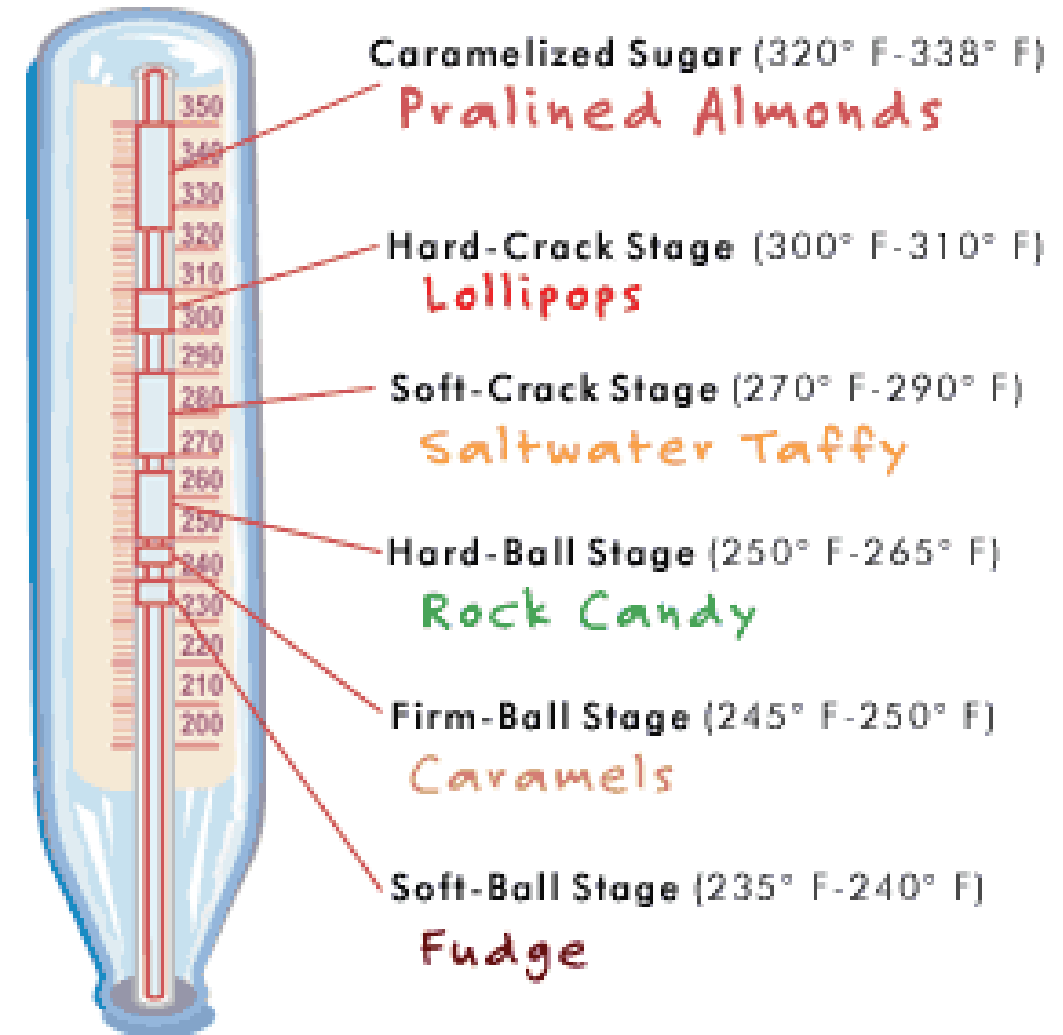 Caramelized Sugar (320° F-338° F)
Pralined Almonds
Hard-Crack Stage (300° F-310° F)
Lollipops
Soft-Crack Stage (270° F-290° F)
Saltwater Taffy
Hard-Ball Stage (250° F-265° F)
Rock Candy
Firm-Ball Stage (245° F-250° F)
Caramels
Soft-Ball Stage (235° F-240° F)
Fudge
350
340
330
320
310
300
290
280
270
260
250
240
230
220
210
200